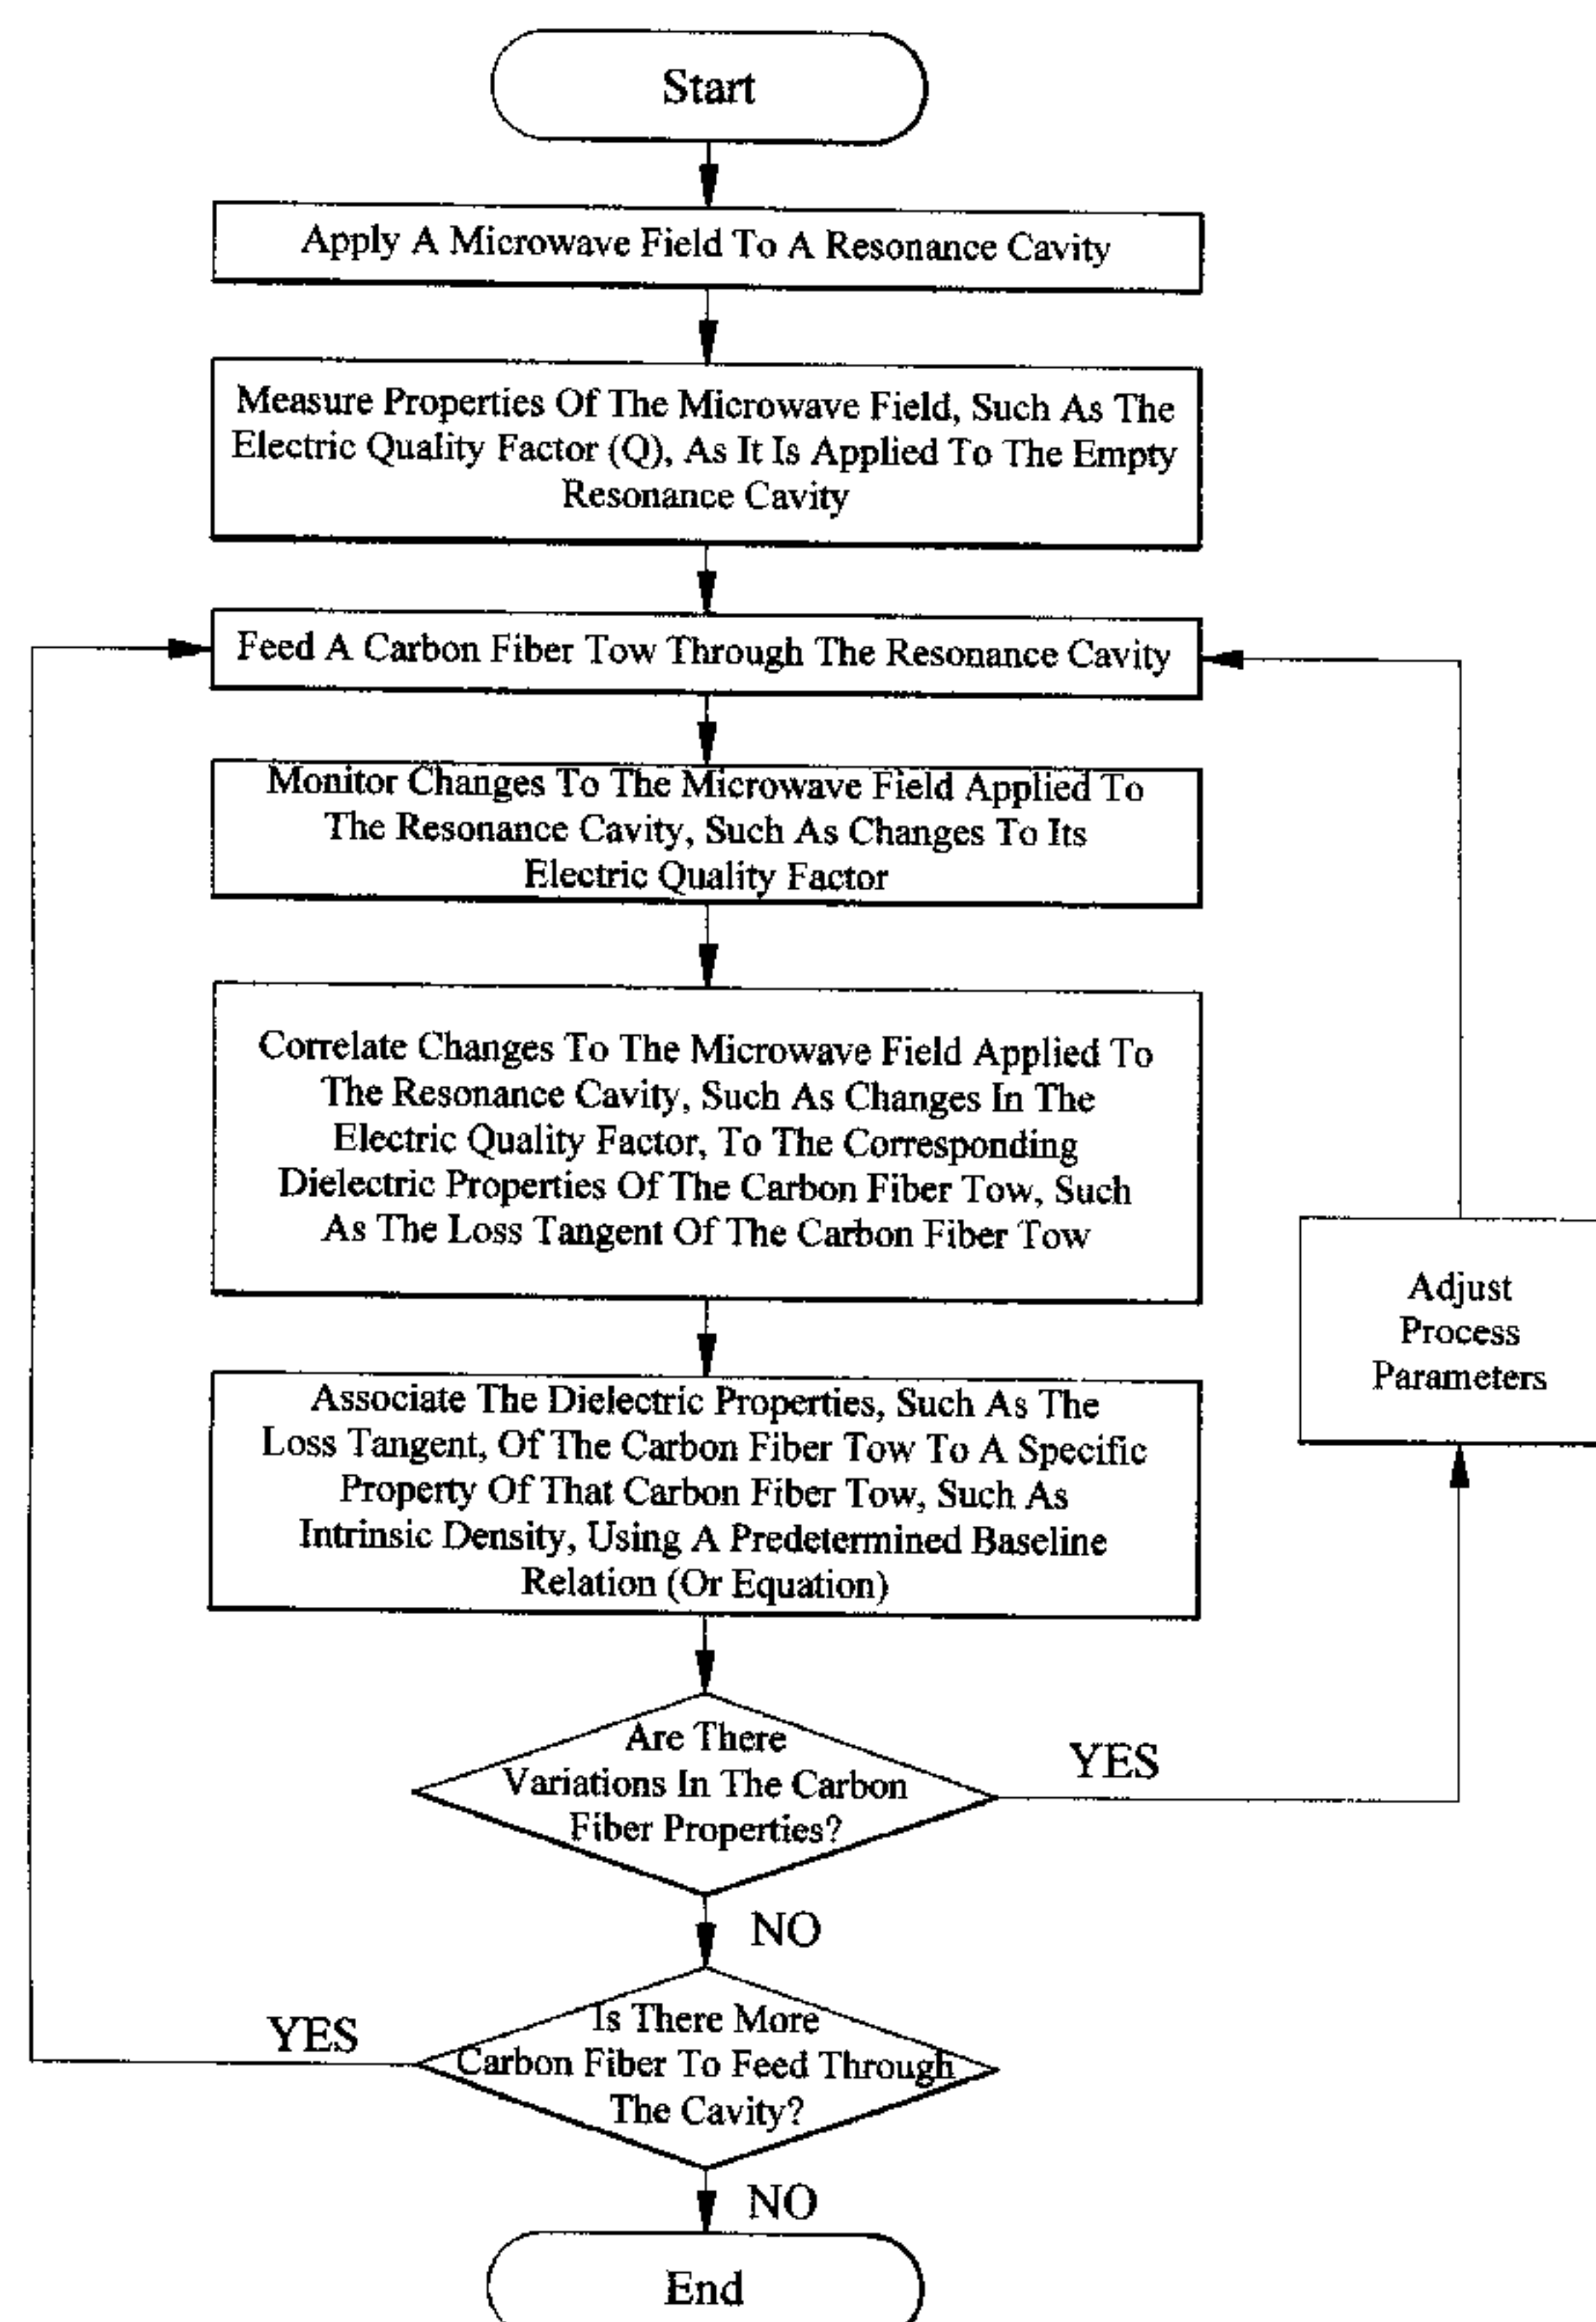 Start
Apply A Microwave Field To A Resonance Cavity
Measure Properties Of The Microwave Field, Such As The
Electric Quality Factor (Q), As It Is Applied To The Empty
Resonance Cavity
Feed A Carbon Fiber Tow Through The Resonance Cavity
Monitor Changes To The Microwave Field Applied To
The Resonance Cavity, Such As Changes To Its
Electric Quality Factor
Correlate Changes To The Microwave Field Applied To
The Resonance Cavity, Such As Changes In The
Electric Quality Factor, To The Corresponding
Dielectric Properties Of The Carbon Fiber Tow, Such
As The Loss Tangent Of The Carbon Fiber Tow
Adjust
Process
Parameters
Associate The Dielectric Properties, Such As The
Loss Tangent, Of The Carbon Fiber Tow To A Specific
Property Of That Carbon Fiber Tow, Such As
Intrinsic Density, Using A Predetermined Baseline
Relation (Or Equation)
Are There
Variations In The Carbon
Fiber Properties?
YES
NO
Is There More
Carbon Fiber To Feed Through
The Cavity?
YES
NO
End